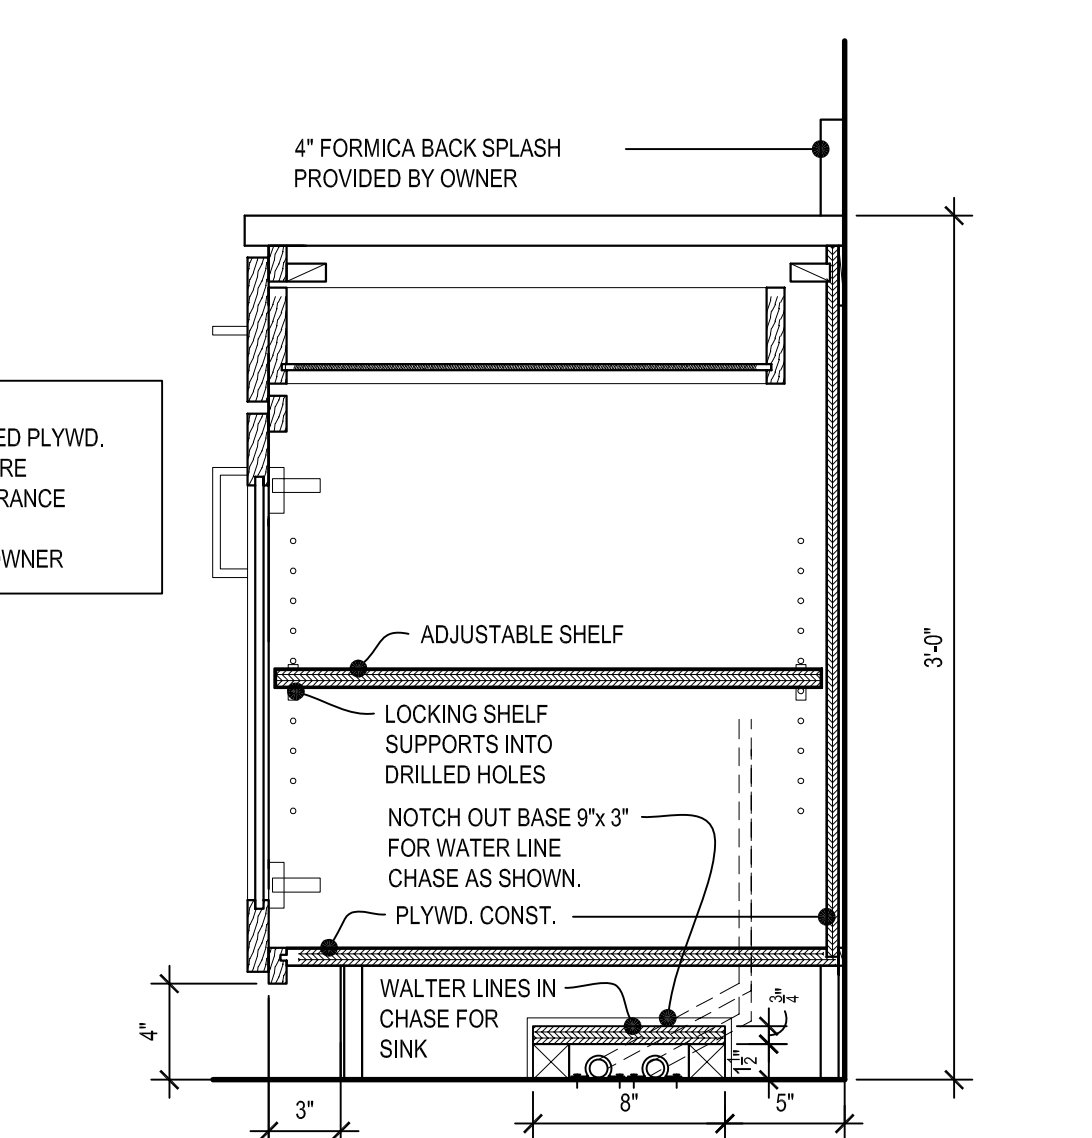 4" FORMICA BACK SPLASH
PROVIDED BY OWNER
ED PLYWD.
RE
RANCE
OWNER
ADJUSTABLE SHELF
3'-0"
LOCKING SHELF
SUPPORTS INTO
DRILLED HOLES
NOTCH OUT BASE 9"x 3"
FOR WATER LINE
CHASE AS SHOWN.
PLYWD. CONST.
WALTER LINES IN
CHASE FOR
SINK
4"
3/4
1 1/2"
3"
8"
5"